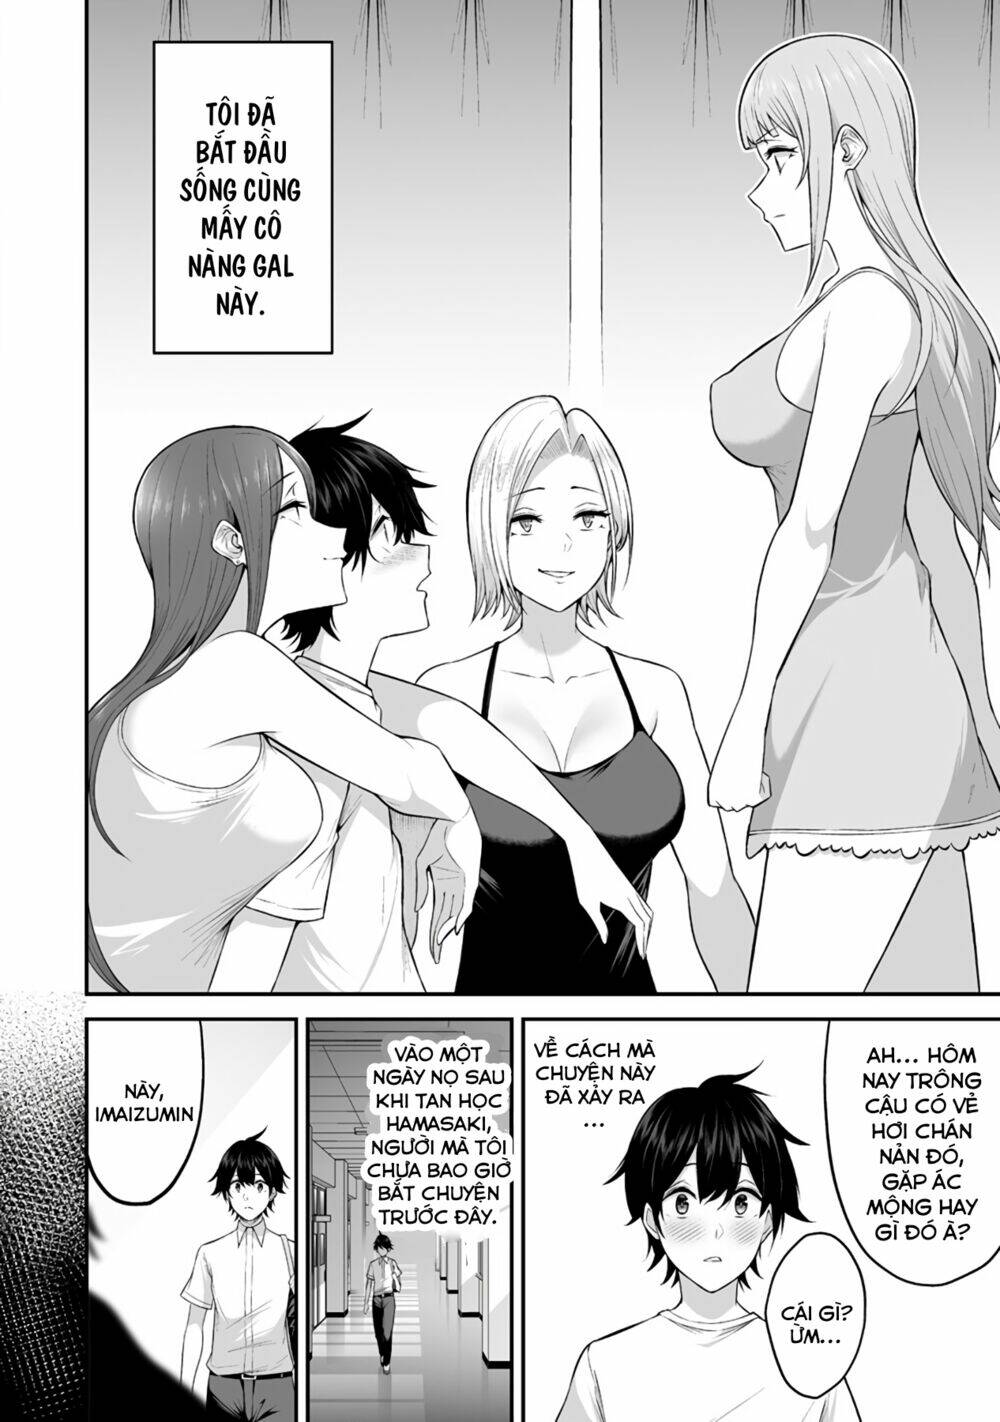 TÔI ĐÃ
BẮT ĐẦU
SỐNG CÙNG
MẤY CÔ
NÀNG GAL
NÀY.
AH... HÔM
NAY TRÔNG
CẬU CÓ VẺ
HƠI CHÁN
NẢN ĐÓ,
GẶP ÁC
MỘNG HAY
GÌ ĐÓ À?
CÁI GÌ?
ỪM...
VỀ CÁCH MÀ
CHUYỆN NÀY
ĐÃ XẢY RA
...
VÀO MỘT
NGÀY NỌ SAU
KHI TAN HỌC
HAMASAKI,
NGƯỜI MÀ TÔI
CHƯA BAO GIỜ
BẮT CHUYỆN
TRƯỚC ĐÂY.
NÀY,
IMAIZUMIN